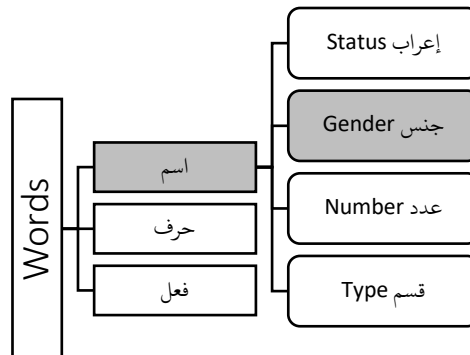 Words
اسم
حرف
فعل
إعراب Status
جنس Gender
عدد Number
قسم Type